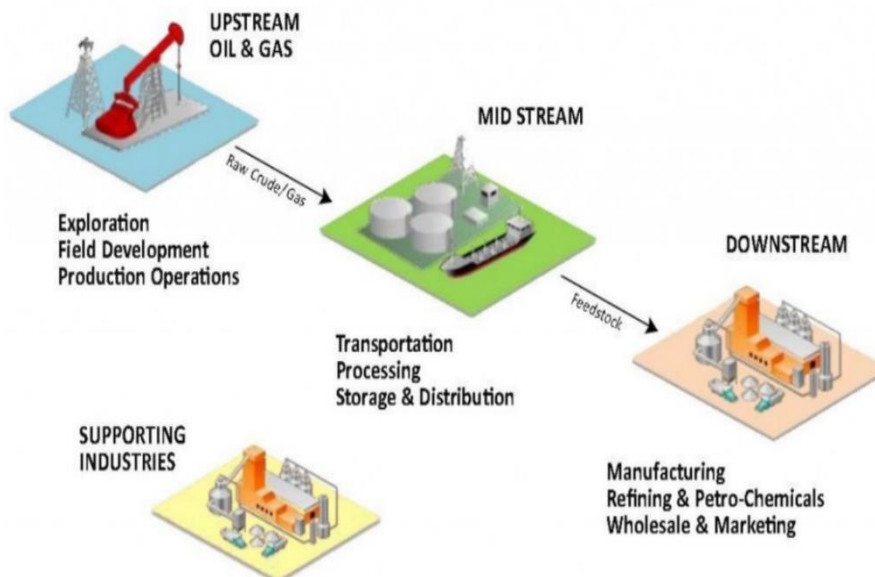 UPSTREAM
OIL & GAS
Raw Crude/Gas
Exploration
Field Development
Production Operations
MID STREAM
Transportation
Processing
Storage & Distribution
Feedstock
DOWNSTREAM
Manufacturing
Refining & Petro-Chemicals
Wholesale & Marketing
SUPPORTING
INDUSTRIES